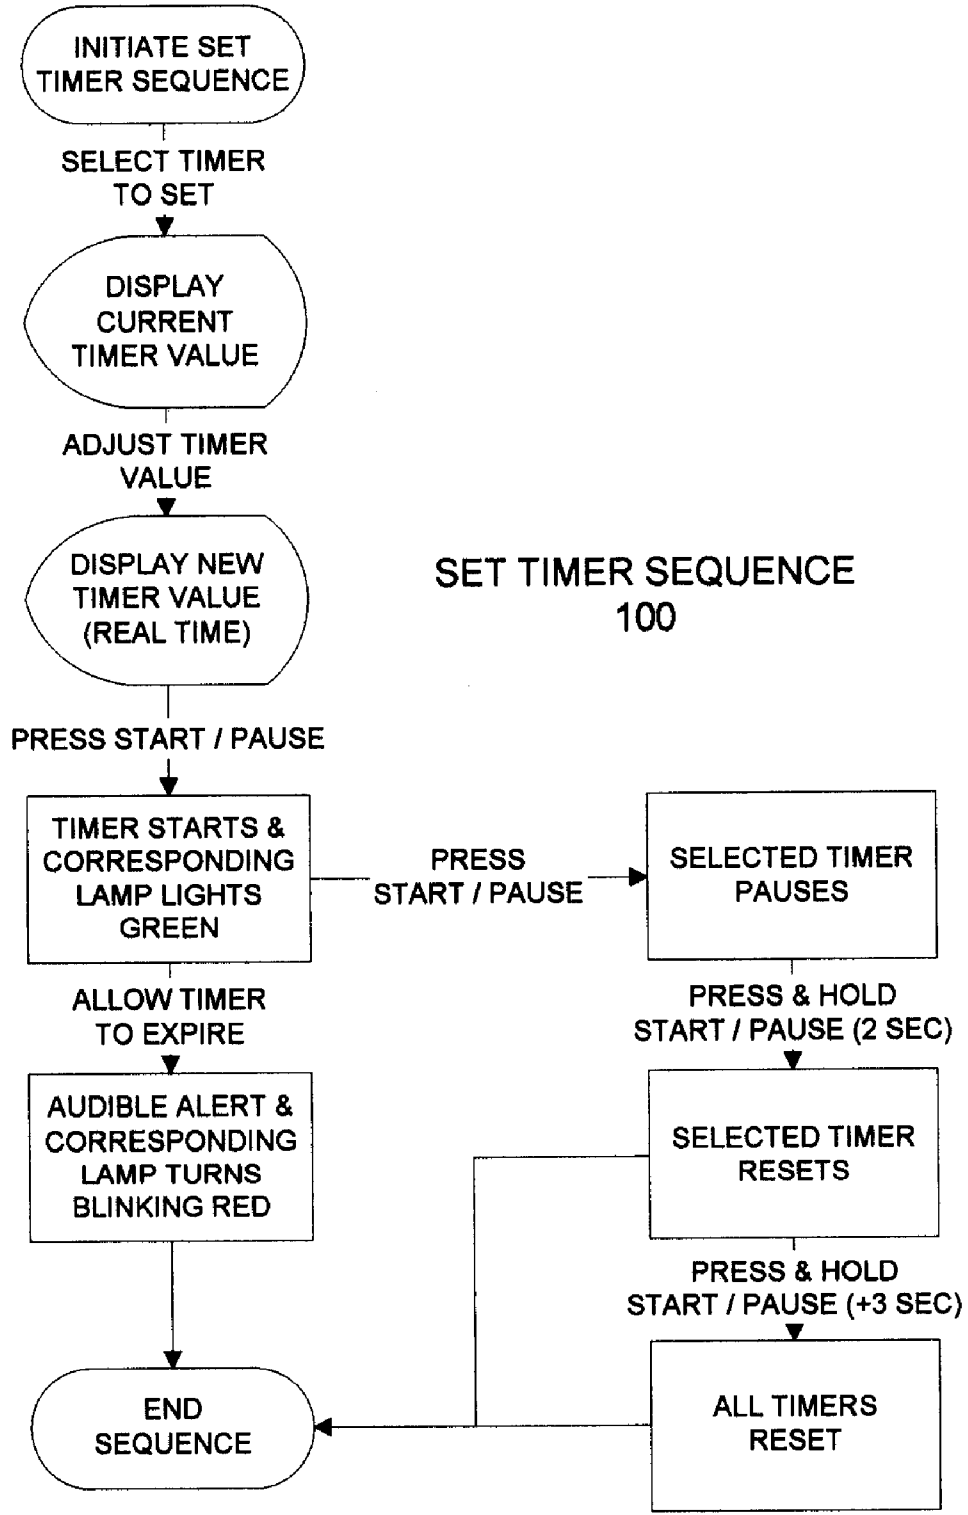 INITIATE SET
TIMER SEQUENCE
SELECT TIMER
TO SET
DISPLAY
CURRENT
TIMER VALUE
ADJUST TIMER
VALUE
DISPLAY NEW
TIMER VALUE
(REAL TIME)
SET TIMER SEQUENCE
100
PRESS START / PAUSE
TIMER STARTS &
CORRESPONDING
LAMP LIGHTS
GREEN
PRESS
START / PAUSE
SELECTED TIMER
PAUSES
ALLOW TIMER
TO EXPIRE
PRESS & HOLD
START / PAUSE (2 SEC)
AUDIBLE ALERT &
CORRESPONDING
LAMP TURNS
BLINKING RED
SELECTED TIMER
RESETS
PRESS & HOLD
START / PAUSE (+3 SEC)
END
SEQUENCE
ALL TIMERS
RESET